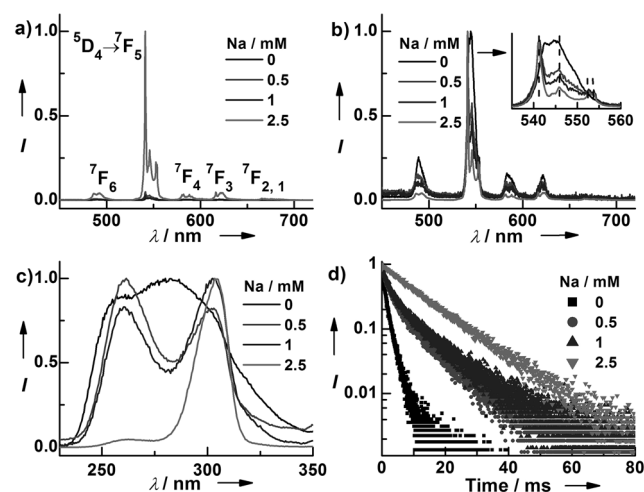 a)
⁵D₄→⁷F₅
Na / mM
0
0.5
1
2.5
⁷F₆
⁷F₄
⁷F₃
⁷F₂, ₁
1.0
0.5
0.0
I
500 600 700
λ / nm
b)
Na / mM
0
0.5
1
2.5
540 550 560
1.0
0.5
0.0
I
500 600 700
λ / nm
c)
Na / mM
0
0.5
1
2.5
1.0
0.5
0.0
I
250 300 350
λ / nm
d)
Na / mM
0
0.5
1
2.5
1
0.1
0.01
I
0 20 40 60 80
Time / ms